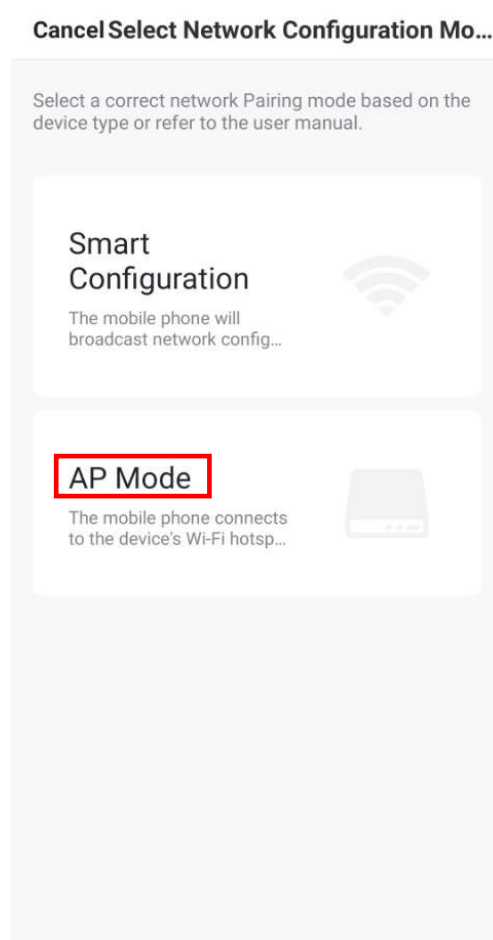 Cancel Select Network Configuration Mo...
Select a correct network Pairing mode based on the
device type or refer to the user manual.
Smart
Configuration
The mobile phone will
broadcast network config...
AP Mode
The mobile phone connects
to the device's Wi-Fi hotsp...